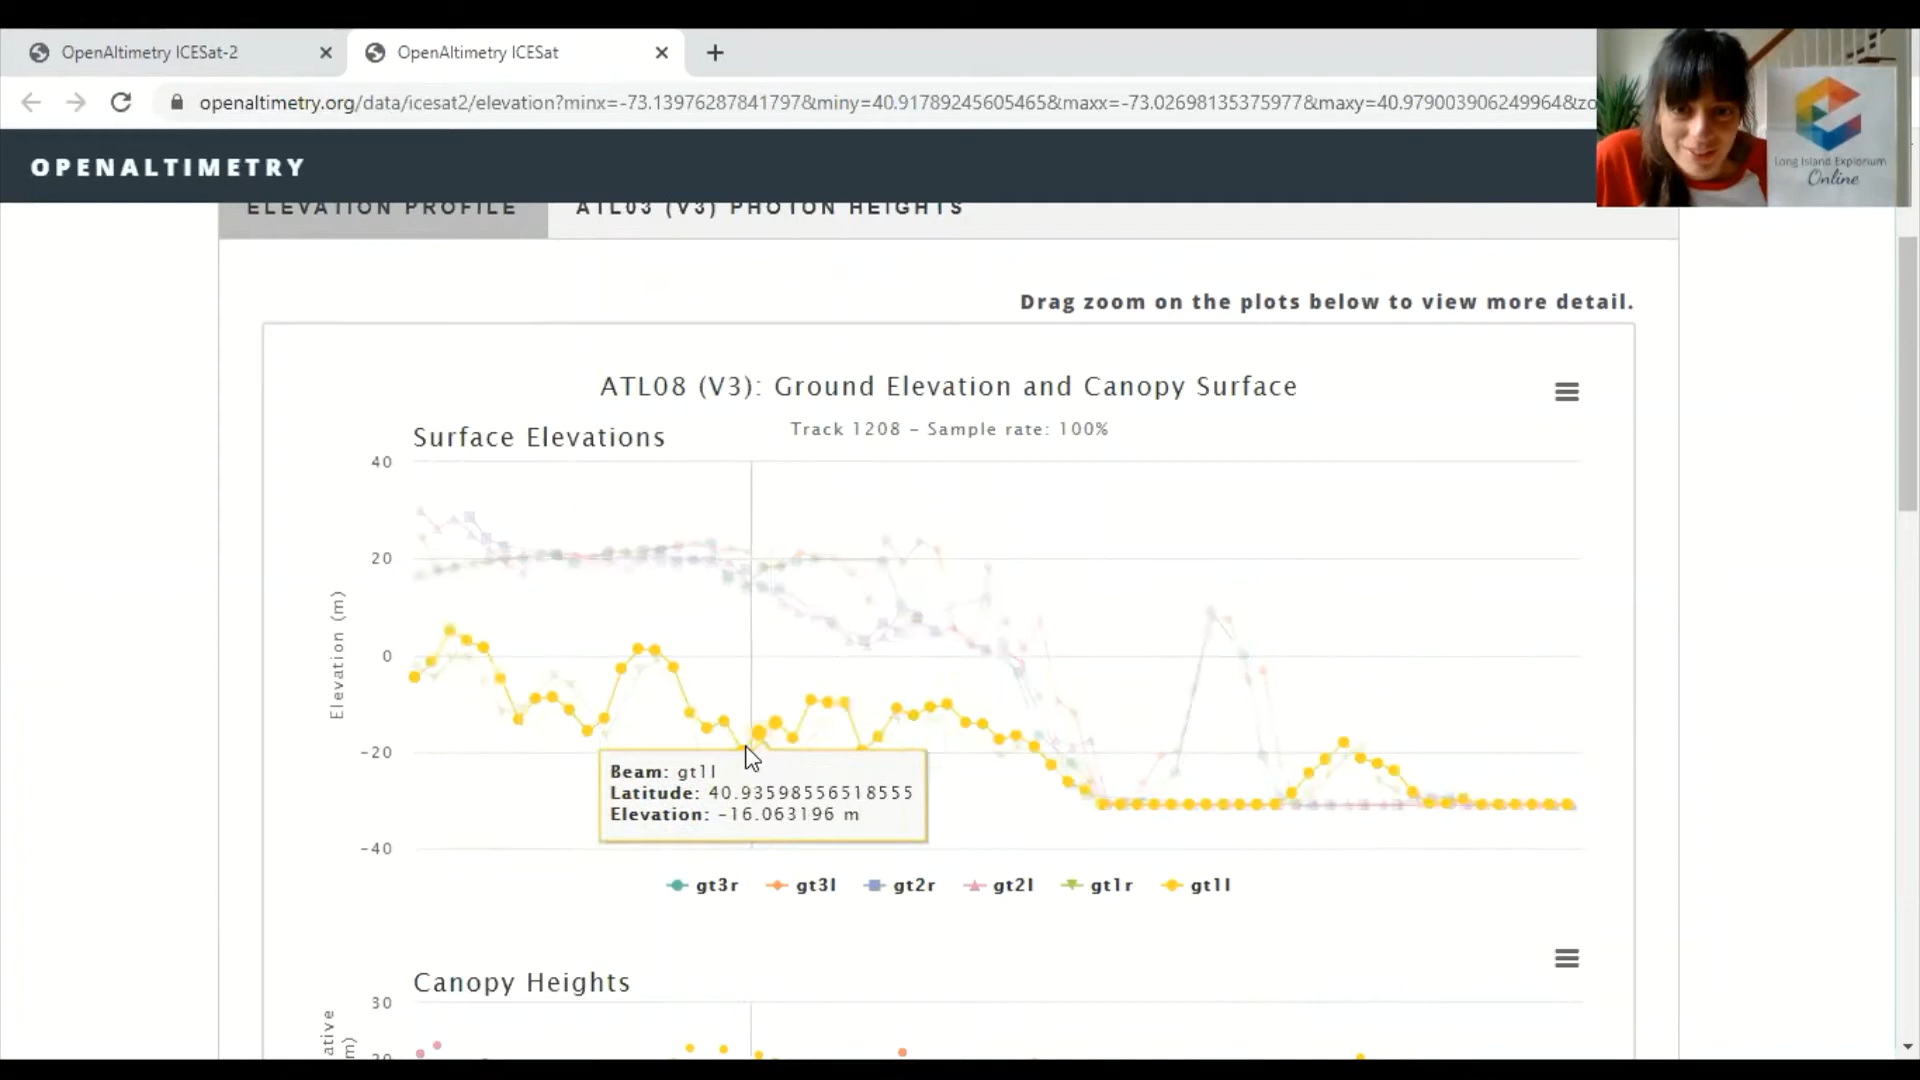 OpenAltimetry ICESat-2
OpenAltimetry ICESat
openaltimetry.org/data/icesat2/elevation?minx=-73.13976287841797&miny=40.91789245605465&maxx=-73.02698135375977&maxy=40.979003906249964&zo
Long Island Explorium
Online
OPENALTIMETRY
ELEVATION PROFILE
ATL03 (V3) PHOTON HEIGHTS
Drag zoom on the plots below to view more detail.
ATL08 (V3): Ground Elevation and Canopy Surface
Track 1208 – Sample rate: 100%
Surface Elevations
40
20
0
-20
-40
Elevation (m)
Beam: gt1l
Latitude: 40.93598556518555
Elevation: -16.063196 m
gt3r gt3l gt2r gt2l gt1r gt1l
Canopy Heights
30
20